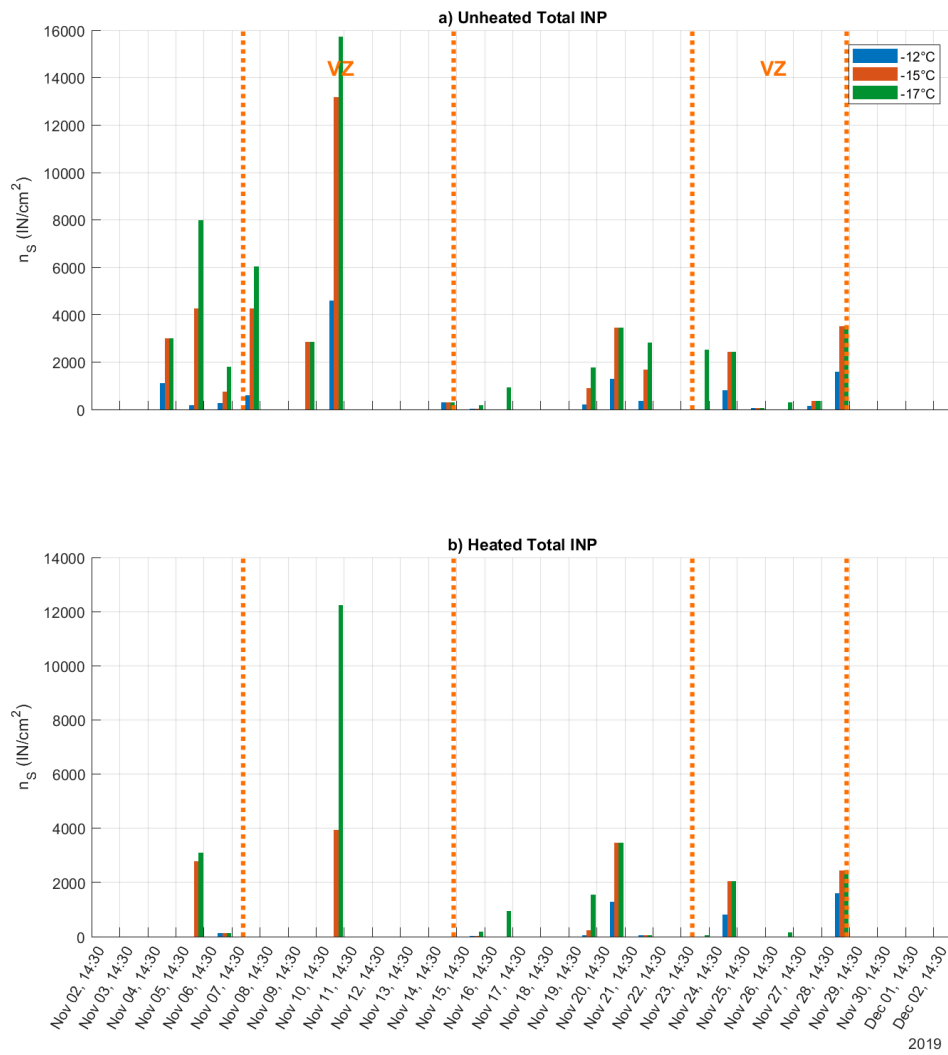 a) Unheated Total INP
16000
14000
12000
10000
8000
6000
4000
2000
0
n_S (IN/cm²)
VZ
VZ
-12°C
-15°C
-17°C
b) Heated Total INP
14000
12000
10000
8000
6000
4000
2000
0
n_S (IN/cm²)
Nov 02, 14:30
Nov 03, 14:30
Nov 04, 14:30
Nov 05, 14:30
Nov 06, 14:30
Nov 07, 14:30
Nov 08, 14:30
Nov 09, 14:30
Nov 10, 14:30
Nov 11, 14:30
Nov 12, 14:30
Nov 13, 14:30
Nov 14, 14:30
Nov 15, 14:30
Nov 16, 14:30
Nov 17, 14:30
Nov 18, 14:30
Nov 19, 14:30
Nov 20, 14:30
Nov 21, 14:30
Nov 22, 14:30
Nov 23, 14:30
Nov 24, 14:30
Nov 25, 14:30
Nov 26, 14:30
Nov 27, 14:30
Nov 28, 14:30
Nov 29, 14:30
Nov 30, 14:30
Dec 01, 14:30
Dec 02, 14:30
2019